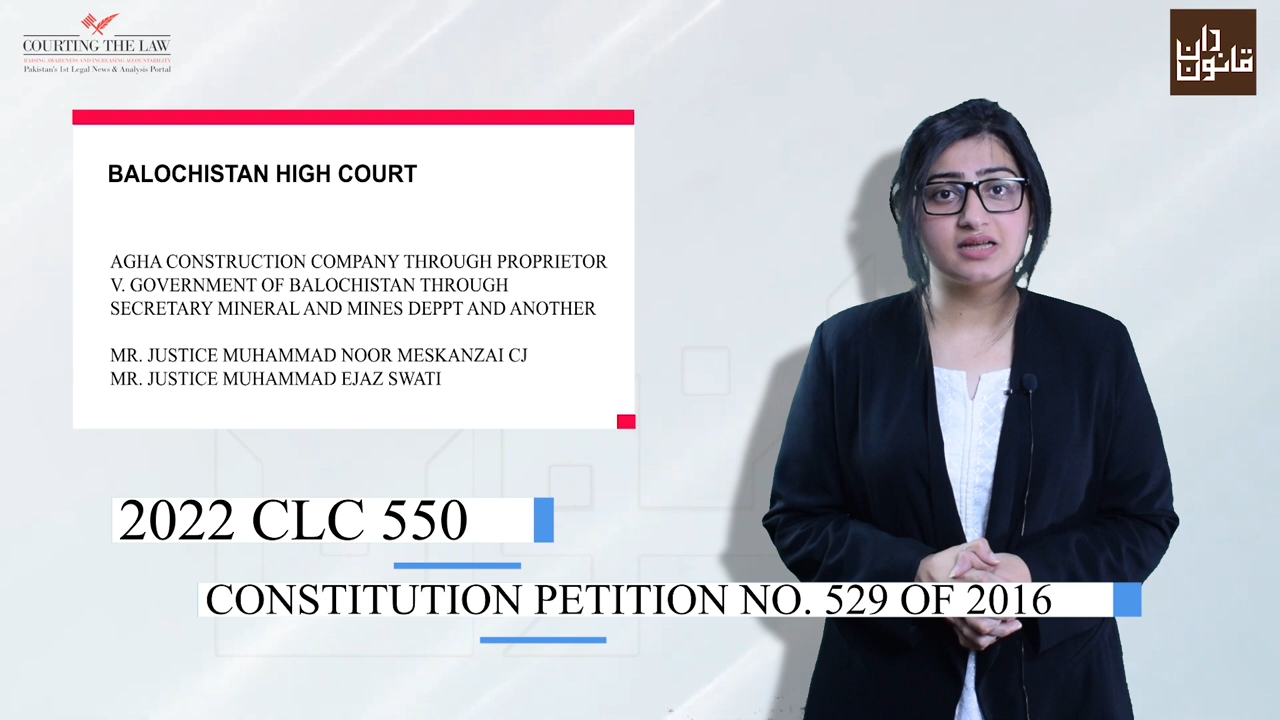 COURTING THE LAW
RAISING AWARENESS AND INCREASING ACCOUNTABILITY
Pakistan's 1st Legal News & Analysis Portal
قانون دان
BALOCHISTAN HIGH COURT
AGHA CONSTRUCTION COMPANY THROUGH PROPRIETOR
V. GOVERNMENT OF BALOCHISTAN THROUGH
SECRETARY MINERAL AND MINES DEPPT AND ANOTHER
MR. JUSTICE MUHAMMAD NOOR MESKANZAI CJ
MR. JUSTICE MUHAMMAD EJAZ SWATI
2022 CLC 550
CONSTITUTION PETITION NO. 529 OF 2016